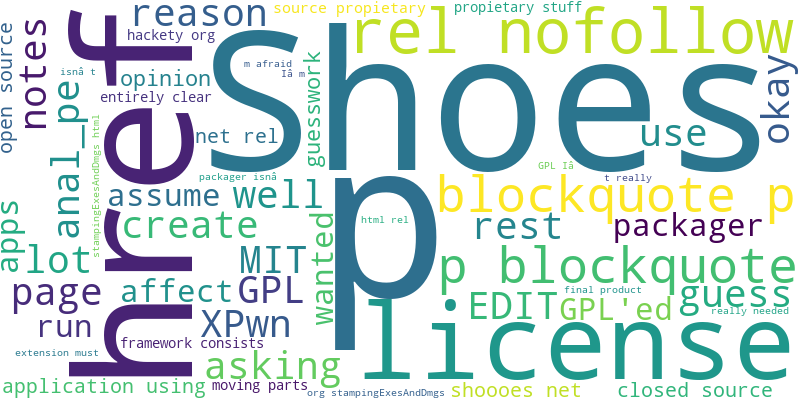 reason
source propietary
propietary stuff
hackety org
rel nofollow
open source
notes
href
Shoes
m afraid
Iâ m
isnâ t
opinion
guesswork
okay
entirely clear
anal_pe
net rel
use
stampingExesAndDmgs html
packager isnâ
GPL Iâ
t really
assume
well
p
blockquote p
apps
create
wanted
html rel
rest
packager
lot
MIT
p blockquote
page
affect
GPL
final product
guess
run
XPwn
license
EDIT
GPL'ed
really needed
framework consists
extension must
asking
application using
moving parts
org stampingExesAndDmgs
shoooes net
closed source